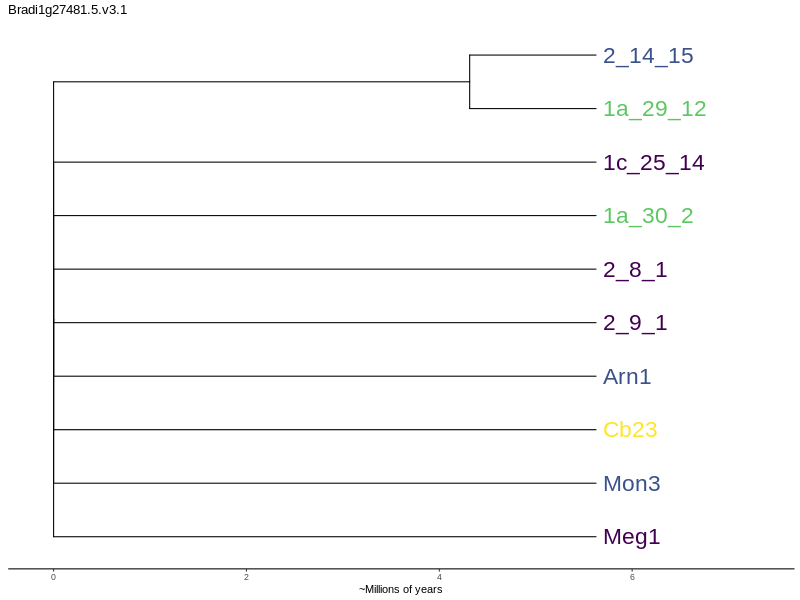 Bradi1g27481.5.v3.1
2_14_15
1a_29_12
1c_25_14
1a_30_2
2_8_1
2_9_1
Arn1
Cb23
Mon3
Meg1
0 2 4 6
~Millions of years